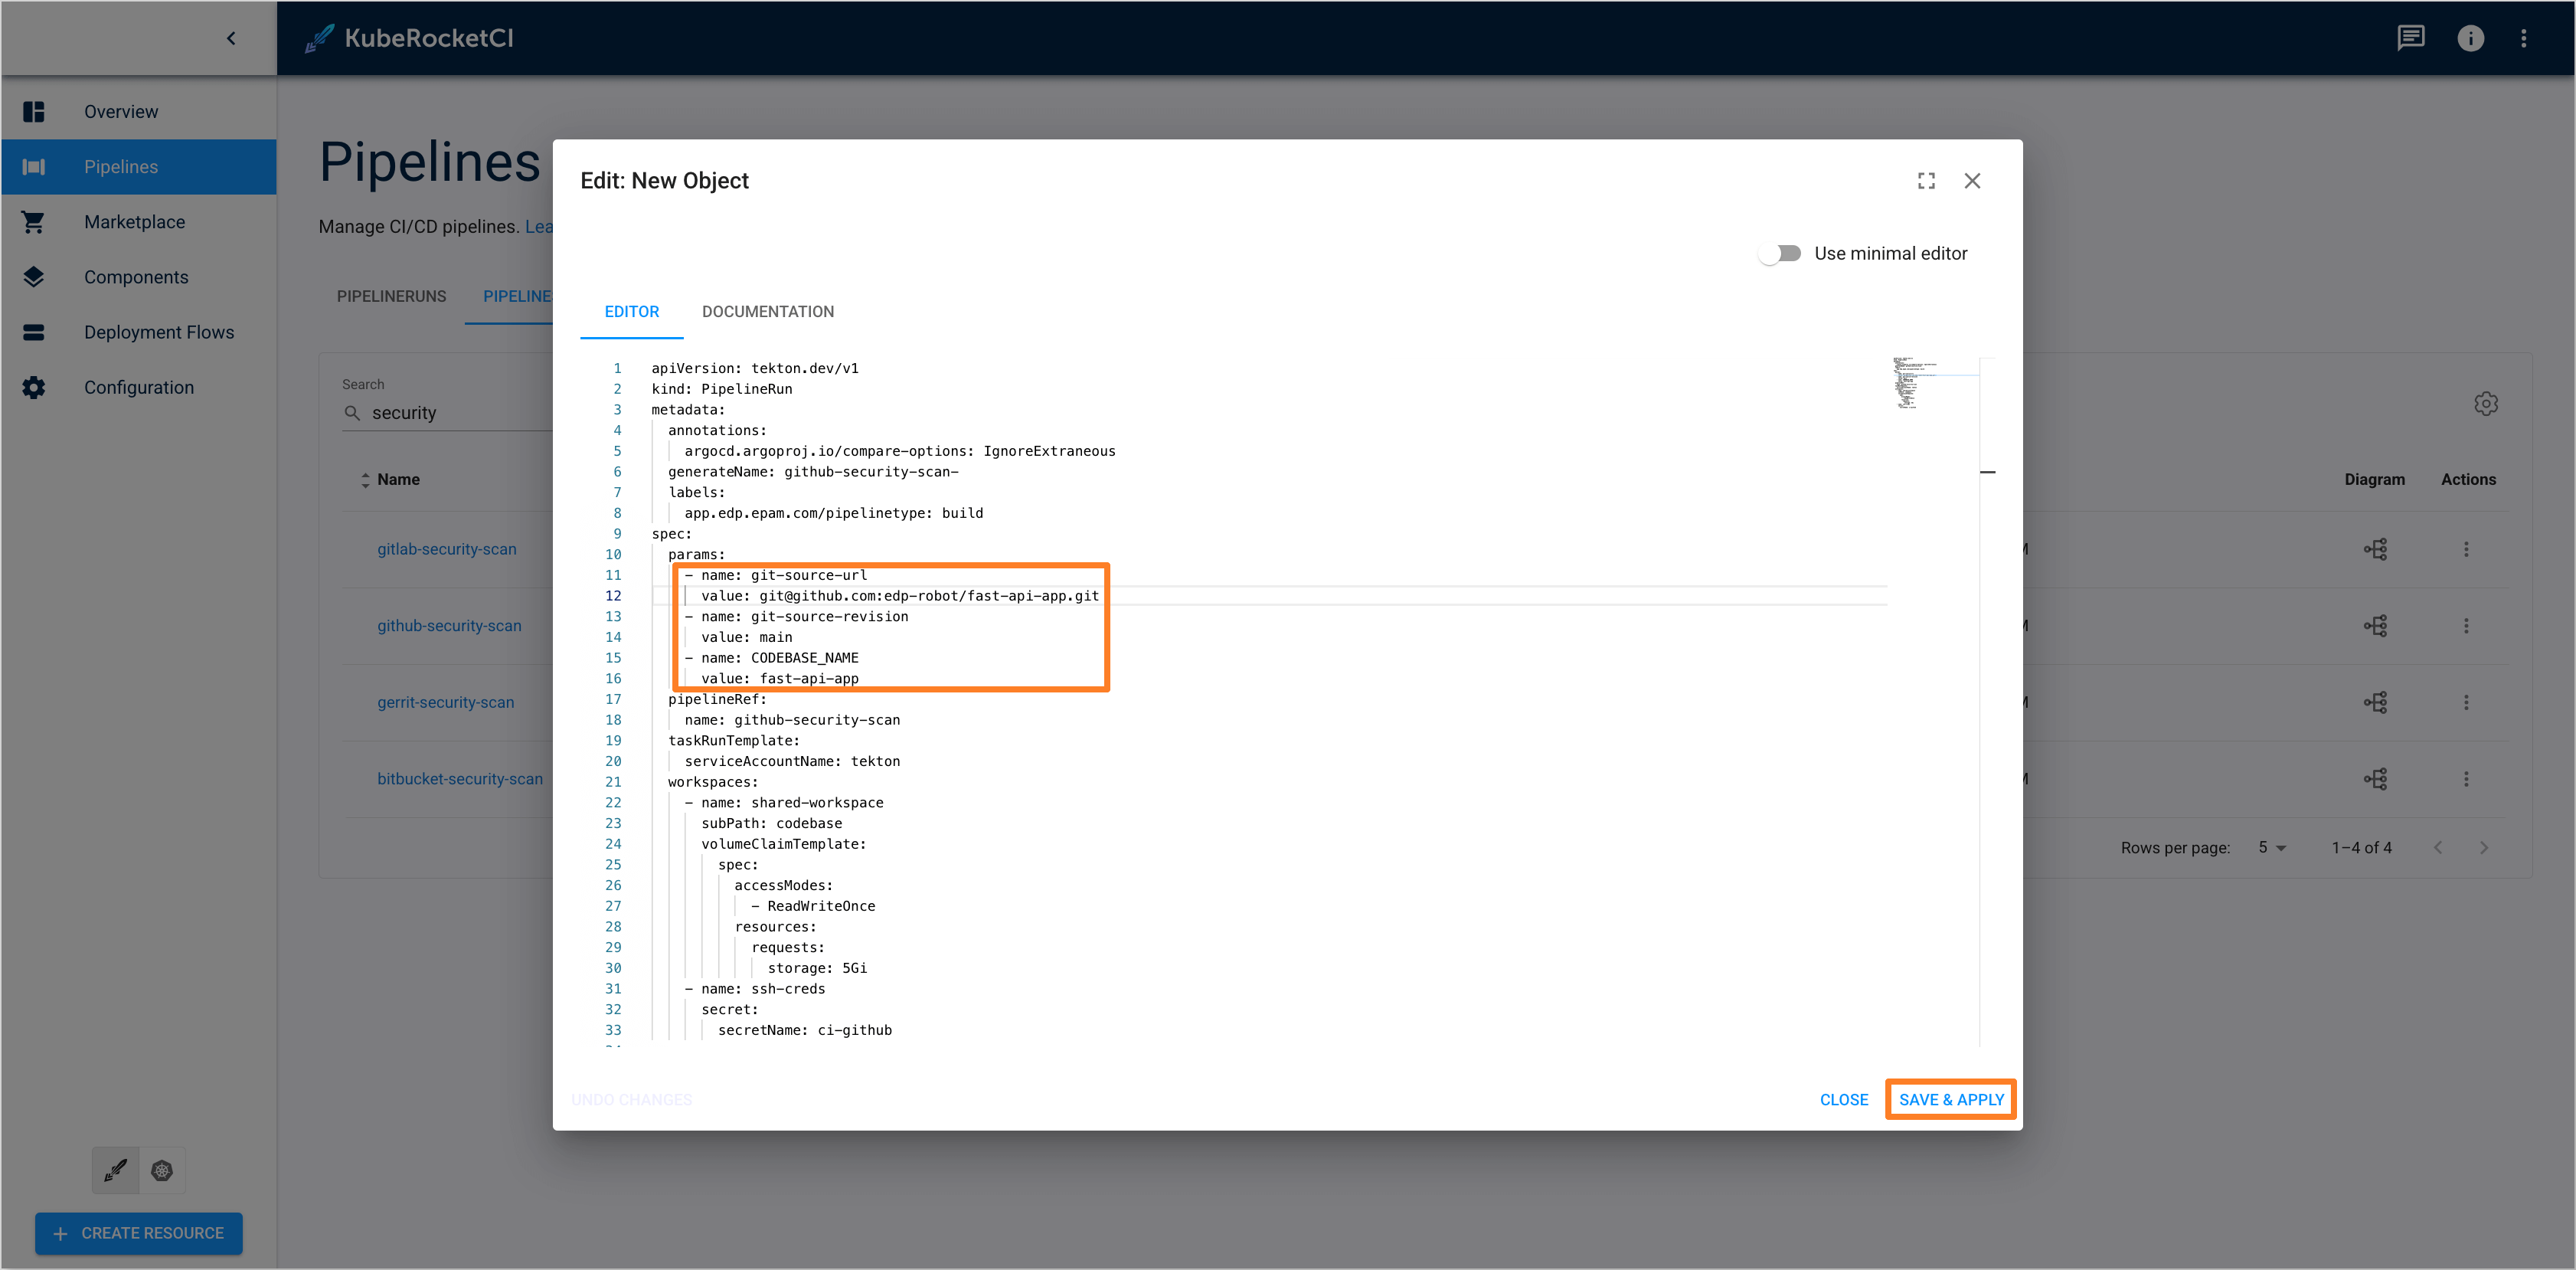 KubeRocketCI
Overview
Pipelines
Marketplace
Components
Deployment Flows
Configuration
CREATE RESOURCE
Pipelines
Manage CI/CD pipelines. Lea
PIPELINERUNS PIPELINE
Search
security
Name Diagram Actions
gitlab-security-scan
github-security-scan
gerrit-security-scan
bitbucket-security-scan
Rows per page: 5 1–4 of 4
Edit: New Object
Use minimal editor
EDITOR DOCUMENTATION
1 apiVersion: tekton.dev/v1
2 kind: PipelineRun
3 metadata:
4 annotations:
5 argocd.argoproj.io/compare-options: IgnoreExtraneous
6 generateName: github-security-scan-
7 labels:
8 app.edp.epam.com/pipelinetype: build
9 spec:
10 params:
11 - name: git-source-url
12 value: git@github.com:edp-robot/fast-api-app.git
13 - name: git-source-revision
14 value: main
15 - name: CODEBASE_NAME
16 value: fast-api-app
17 pipelineRef:
18 name: github-security-scan
19 taskRunTemplate:
20 serviceAccountName: tekton
21 workspaces:
22 - name: shared-workspace
23 subPath: codebase
24 volumeClaimTemplate:
25 spec:
26 accessModes:
27 - ReadWriteOnce
28 resources:
29 requests:
30 storage: 5Gi
31 - name: ssh-creds
32 secret:
33 secretName: ci-github
UNDO CHANGES CLOSE SAVE & APPLY